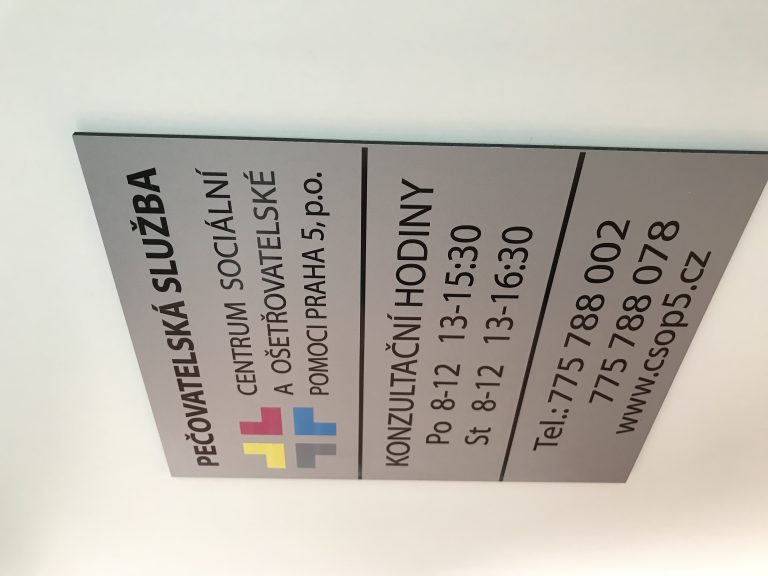 PEČOVATELSKÁ SLUŽBA
CENTRUM SOCIÁLNÍ
A OŠETŘOVATELSKÉ
POMOCI PRAHA 5, p.o.
KONZULTAČNÍ HODINY
Po 8-12 13-15:30
St 8-12 13-16:30
Tel.: 775 788 002
775 788 078
www.csop5.cz